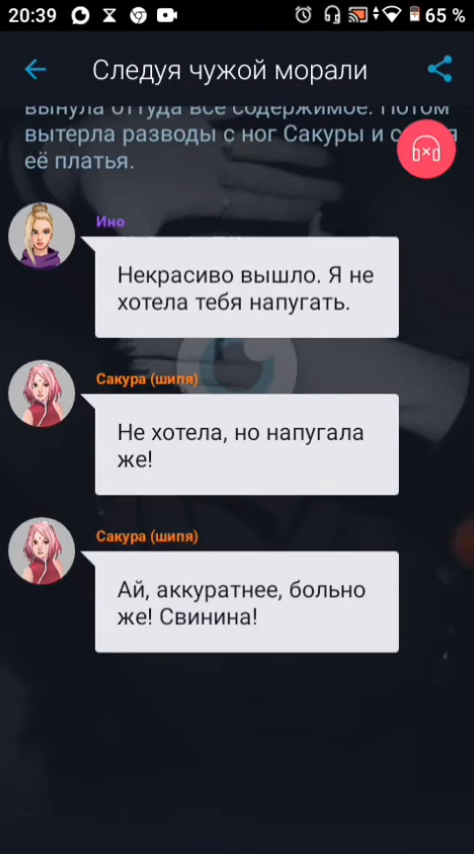 20:39
65 %
Следуя чужой морали
вынула оттуда всё содержимое. Потом
вытерла разводы с ног Сакуры и с
её платья.
Ино
Некрасиво вышло. Я не
хотела тебя напугать.
Сакура (шипя)
Не хотела, но напугала
же!
Сакура (шипя)
Ай, аккуратнее, больно
же! Свинина!